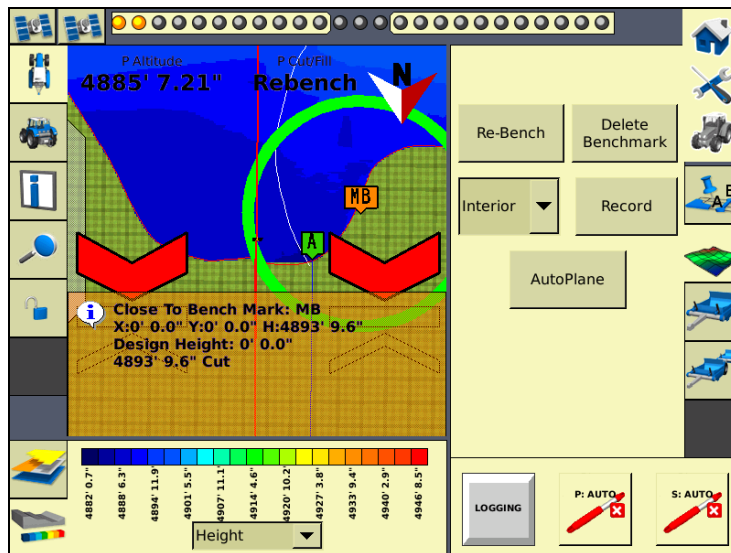 P Altitude
P Cut/Fill
4885' 7.21"
Rebench
N
MB
A
Close To Bench Mark: MB
X:0' 0.0" Y:0' 0.0" H:4893' 9.6"
Design Height: 0' 0.0"
4893' 9.6" Cut
4882' 0.7"
4888' 6.3"
4894' 11.9"
4901' 5.5"
4907' 11.1"
4914' 4.6"
4920' 10.2"
4927' 3.8"
4933' 9.4"
4940' 2.9"
4946' 8.5"
Height
Re-Bench
Delete
Benchmark
Interior
Record
AutoPlane
LOGGING
P: AUTO
S: AUTO
A